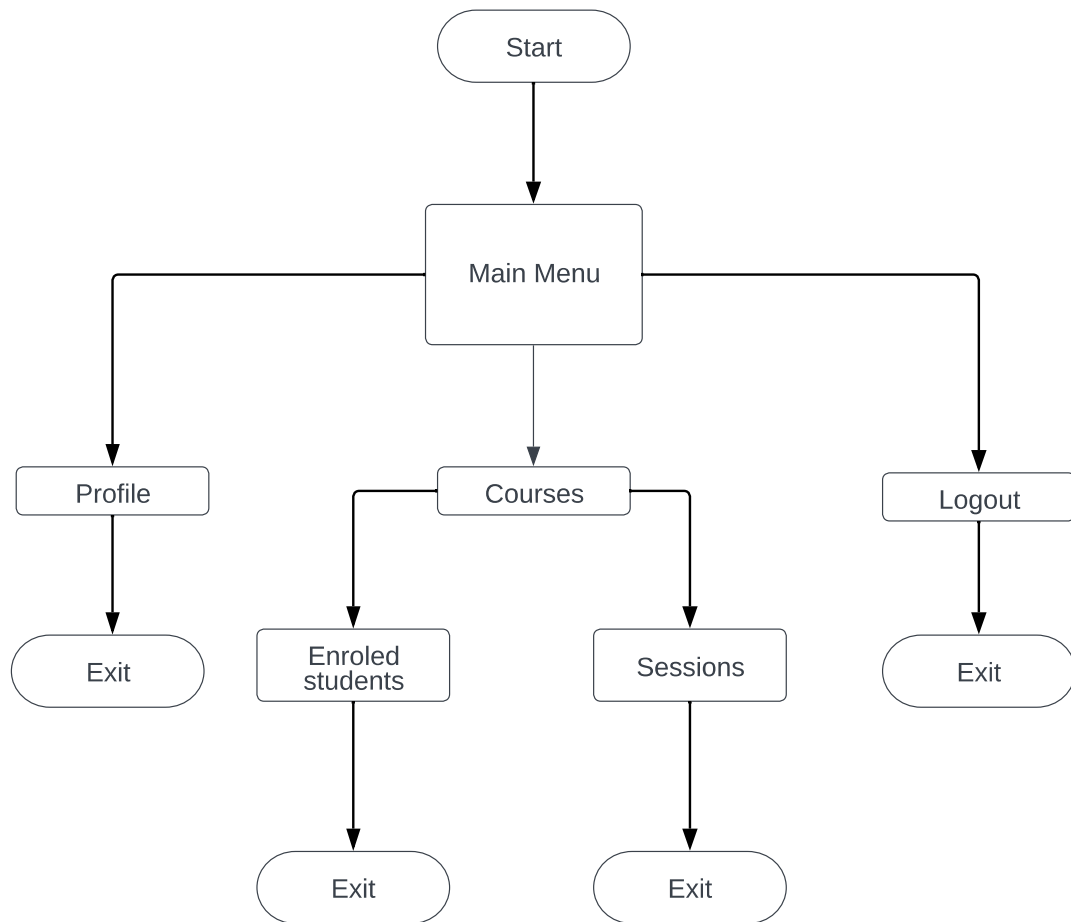 Start
Main Menu
Profile
Courses
Logout
Enroled
students
Sessions
Exit
Exit
Exit
Exit